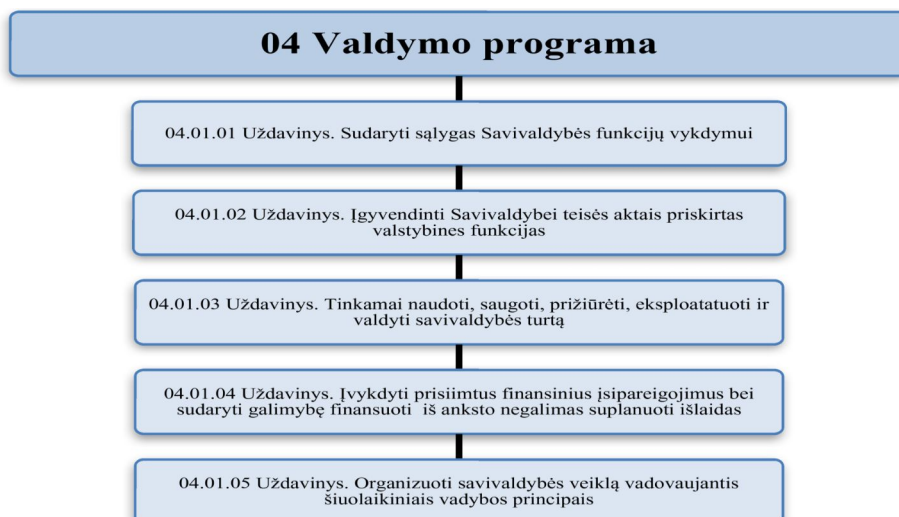 04 Valdymo programa
04.01.01 Uždavinys. Sudaryti sąlygas Savivaldybės funkcijų vykdymui
04.01.02 Uždavinys. Įgyvendinti Savivaldybei teisės aktais priskirtas
valstybines funkcijas
04.01.03 Uždavinys. Tinkamai naudoti, saugoti, prižiūrėti, eksploatatuoti ir
valdyti savivaldybės turtą
04.01.04 Uždavinys. Įvykdyti prisiimtus finansinius įsipareigojimus bei
sudaryti galimybę finansuoti  iš anksto negalimas suplanuoti išlaidas
04.01.05 Uždavinys. Organizuoti savivaldybės veiklą vadovaujantis
šiuolaikiniais vadybos principais